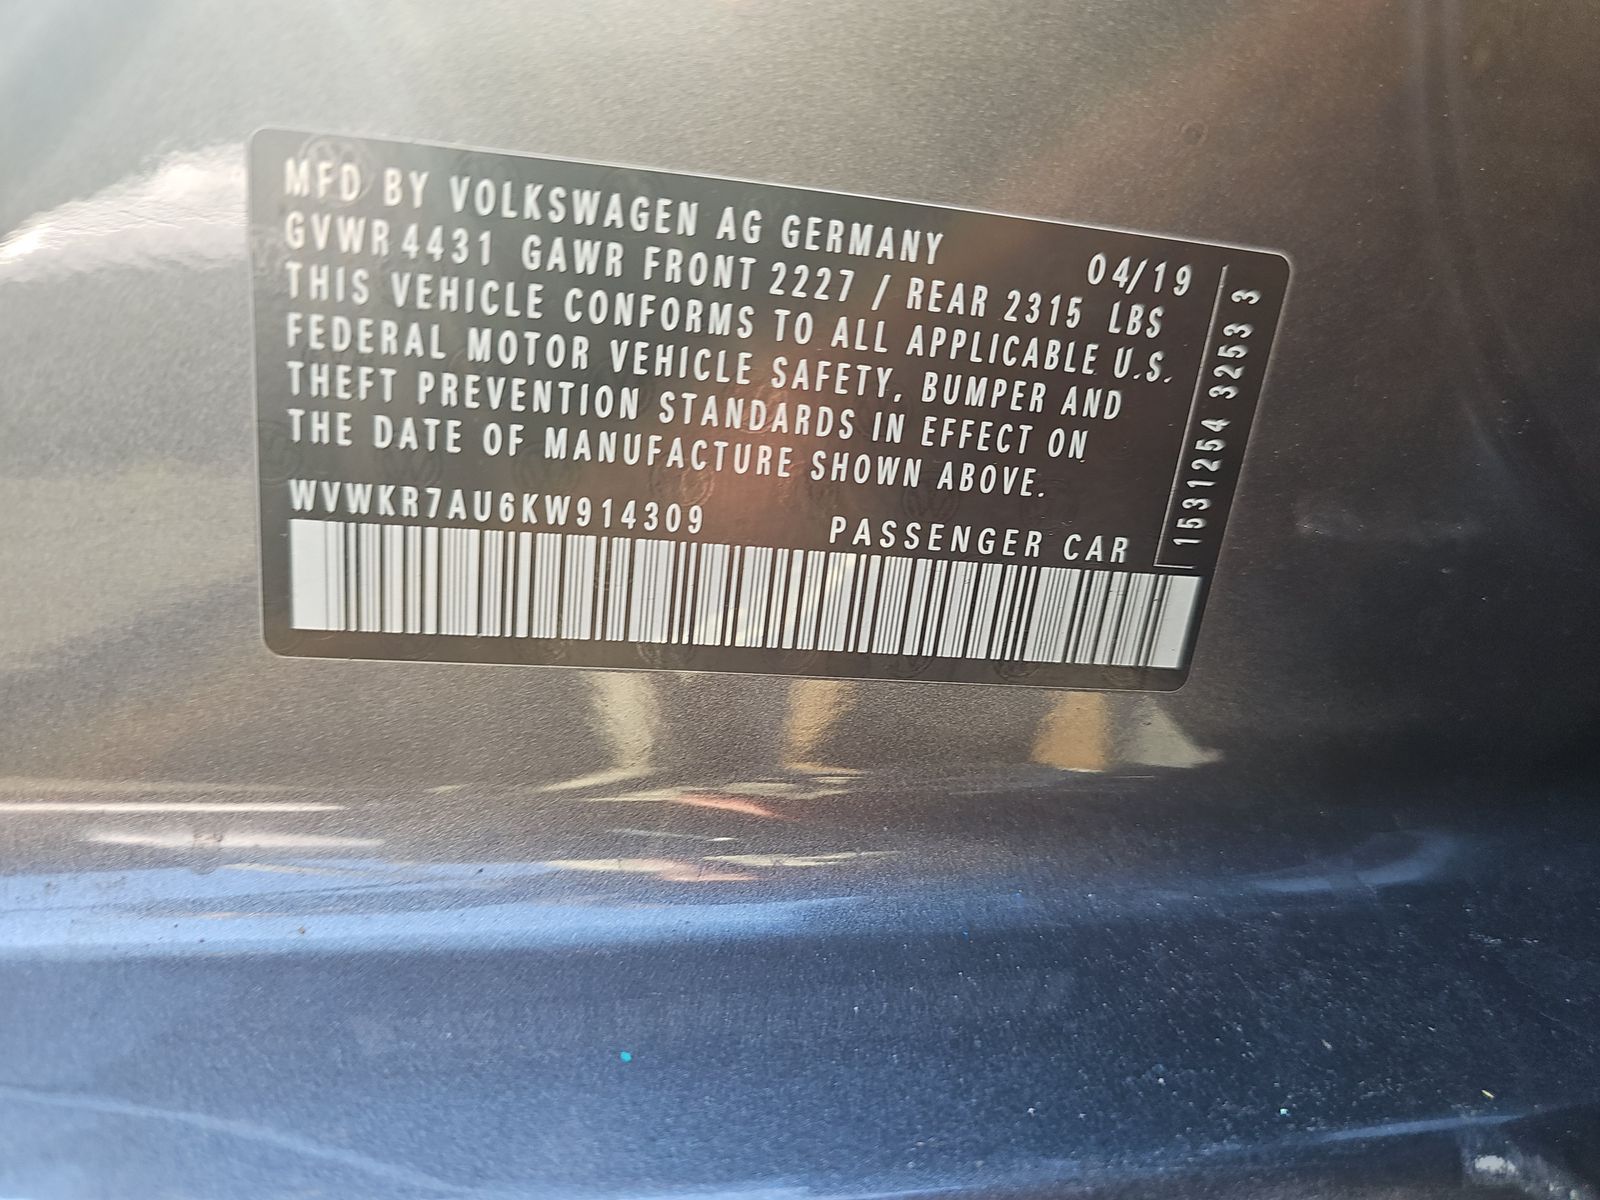 MFD BY VOLKSWAGEN AG GERMANY 04/19
GVWR 4431 GAWR FRONT 2227 / REAR 2315 LBS
THIS VEHICLE CONFORMS TO ALL APPLICABLE U.S.
FEDERAL MOTOR VEHICLE SAFETY, BUMPER AND
THEFT PREVENTION STANDARDS IN EFFECT ON
THE DATE OF MANUFACTURE SHOWN ABOVE.
WVWKR7AU6KW914309 PASSENGER CAR
1531254 3253 3